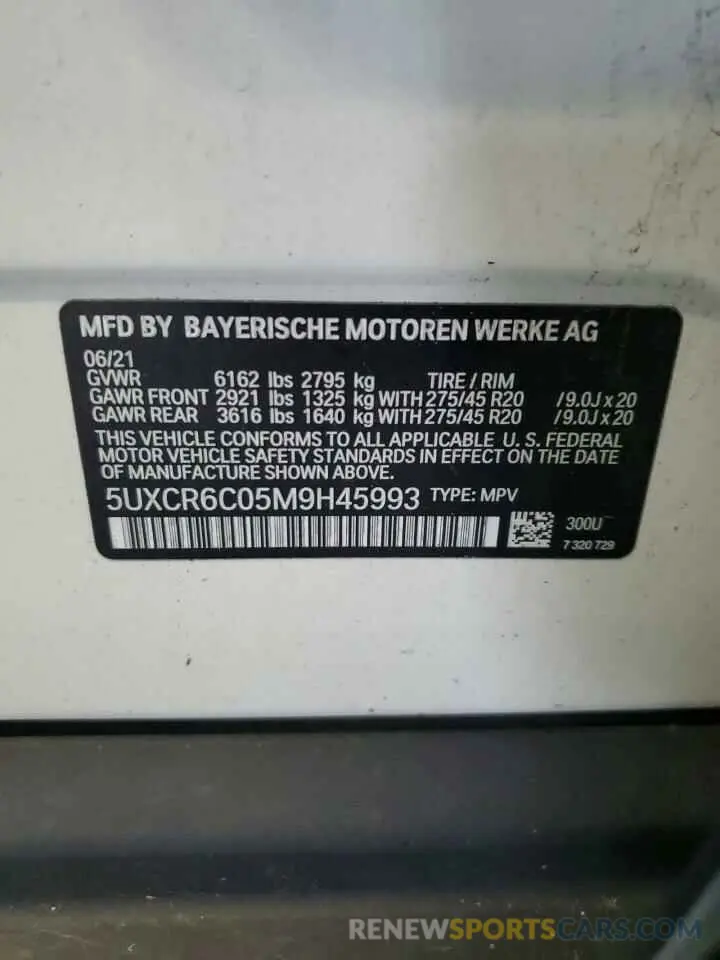 MFD BY BAYERISCHE MOTOREN WERKE AG
06/21
GVWR 6162 lbs 2795 kg TIRE / RIM
GAWR FRONT 2921 lbs 1325 kg WITH 275/45 R20 / 9.0J x 20
GAWR REAR 3616 lbs 1640 kg WITH 275/45 R20 / 9.0J x 20
THIS VEHICLE CONFORMS TO ALL APPLICABLE U. S. FEDERAL
MOTOR VEHICLE SAFETY STANDARDS IN EFFECT ON THE DATE
OF MANUFACTURE SHOWN ABOVE.
5UXCR6C05M9H45993 TYPE: MPV
300U
7 320 729
RENEWSPORTSCARS.COM